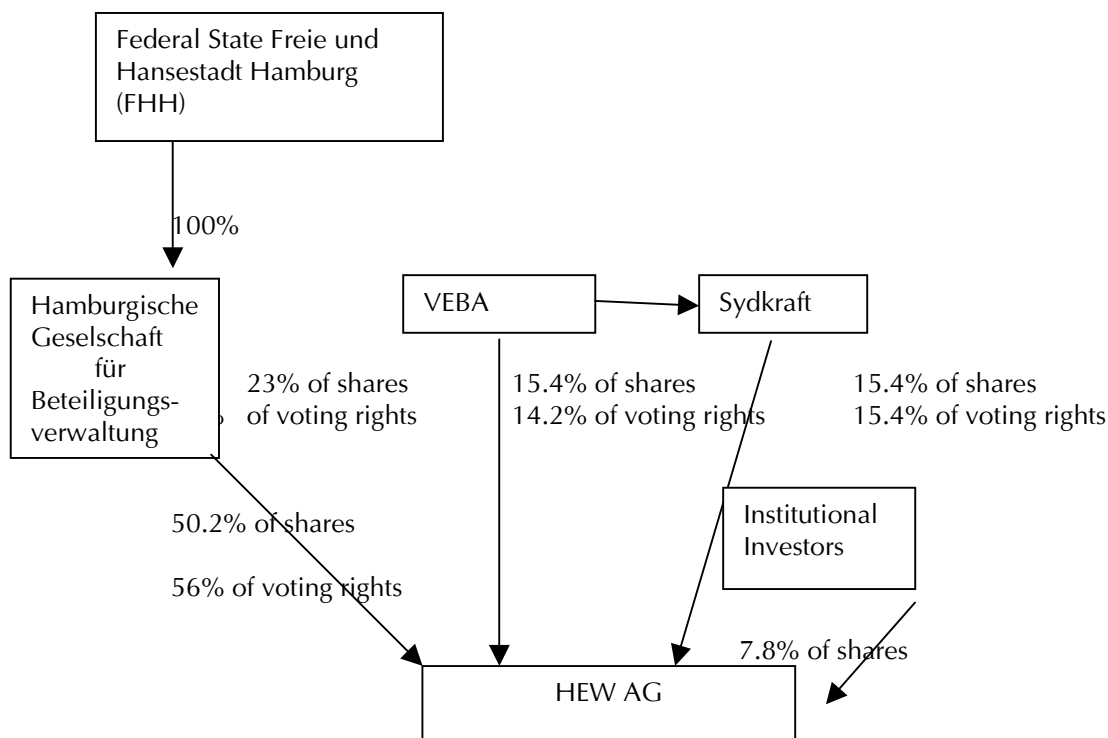 Federal State Freie und
Hansestadt Hamburg
(FHH)
100%
Hamburgische
Geselschaft
für
Beteiligungs-
verwaltung
VEBA
Sydkraft
23% of shares
of voting rights
15.4% of shares
14.2% of voting rights
15.4% of shares
15.4% of voting rights
50.2% of shares
56% of voting rights
Institutional
Investors
7.8% of shares
HEW AG